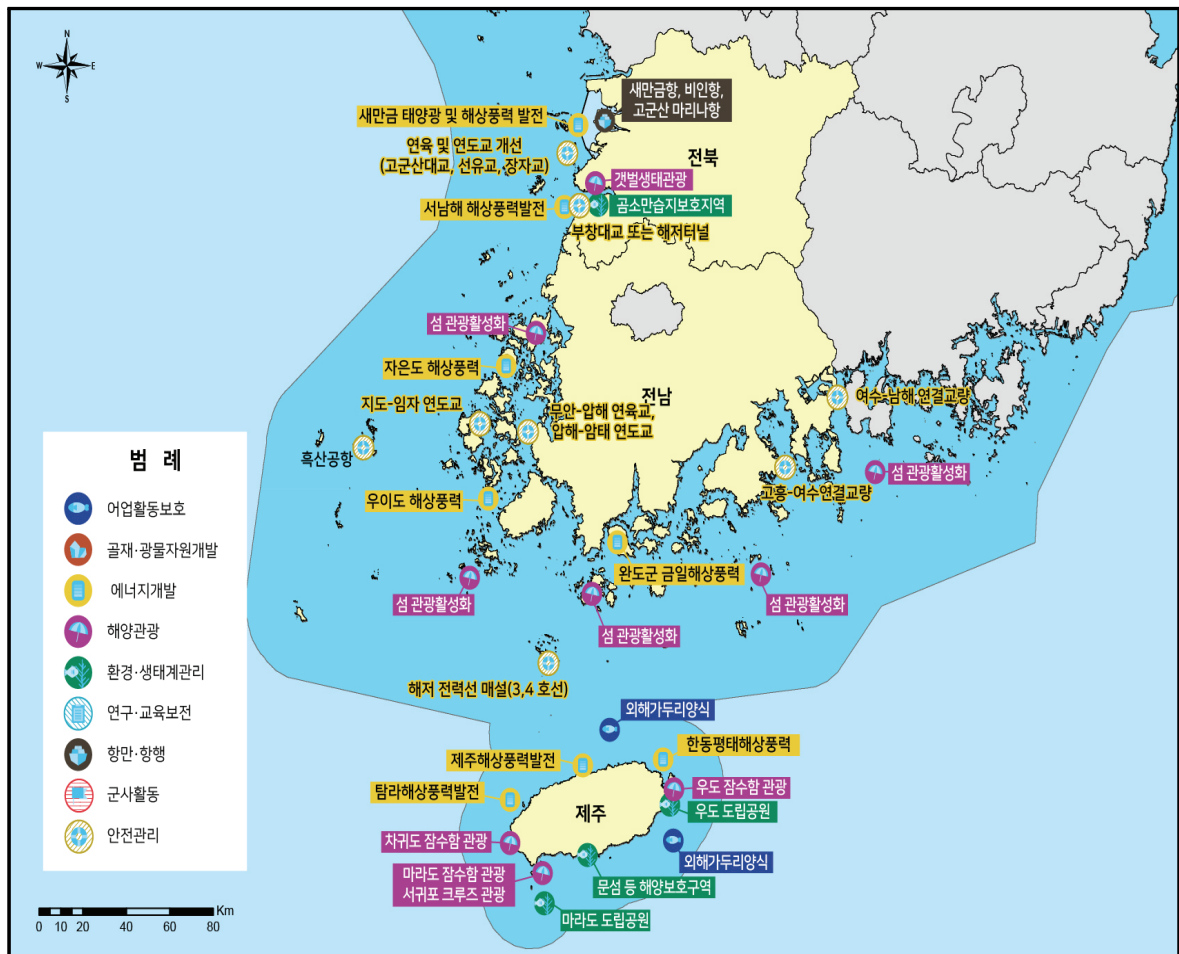 N
W E
S
새만금항, 비인항,
고군산 마리나항
새만금 태양광 및 해상풍력 발전
연육 및 연도교 개선
(고군산대교, 선유교, 장자교)
전북
갯벌생태관광
서남해 해상풍력발전
곰소만습지보호지역
부창대교 또는 해저터널
섬 관광활성화
자은도 해상풍력
전남
여수-남해 연결교량
지도-임자 연도교
무안-압해 연육교,
압해-암태 연도교
흑산공항
섬 관광활성화
고흥-여수연결교량
우이도 해상풍력
완도군 금일해상풍력
섬 관광활성화
섬 관광활성화
섬 관광활성화
해저 전력선 매설(3,4 호선)
외해가두리양식
한동평태해상풍력
제주해상풍력발전
탐라해상풍력발전
우도 잠수함 관광
제주
우도 도립공원
차귀도 잠수함 관광
외해가두리양식
마라도 잠수함 관광
서귀포 크루즈 관광
문섬 등 해양보호구역
마라도 도립공원
범 례
어업활동보호
골재·광물자원개발
에너지개발
해양관광
환경·생태계관리
연구·교육보전
항만·항행
군사활동
안전관리
Km
0 10 20 40 60 80